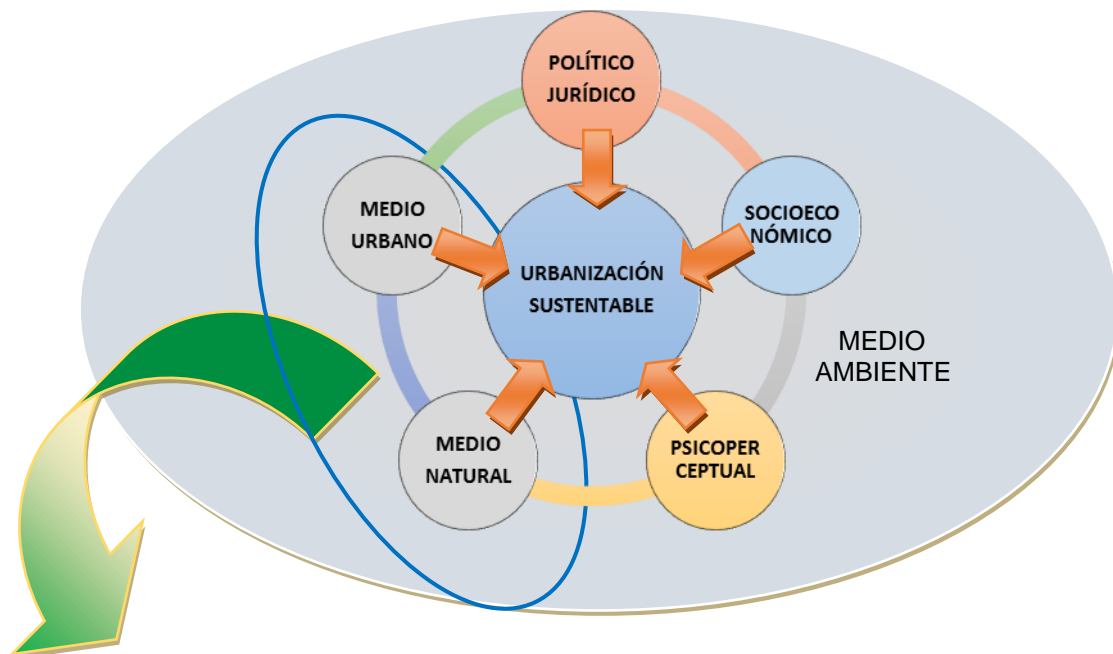 POLÍTICO
JURÍDICO
MEDIO
URBANO
SOCIOECO
NÓMICO
URBANIZACIÓN
SUSTENTABLE
MEDIO
AMBIENTE
MEDIO
NATURAL
PSICOPER
CEPTUAL